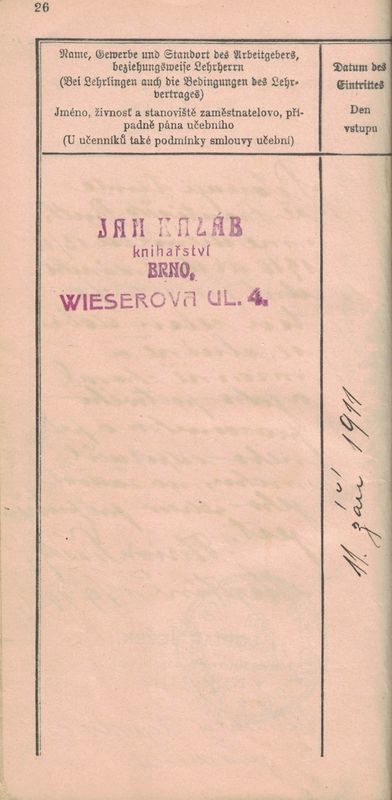 26
Name, Gewerbe und Standort des Arbeitgebers,
beziehungsweise Lehrherrn
(Bei Lehrlingen auch die Bedingungen des Lehr-
vertrages)
Jméno, živnost a stanoviště zaměstnatelovo, pří-
padně pána učebního
(U učenníků také podmínky smlouvy učební)
Datum des
Eintrittes
Den
vstupu
JAN KALÁB
knihařství
BRNO,
WIESEROVA UL. 4.
11. září 1911